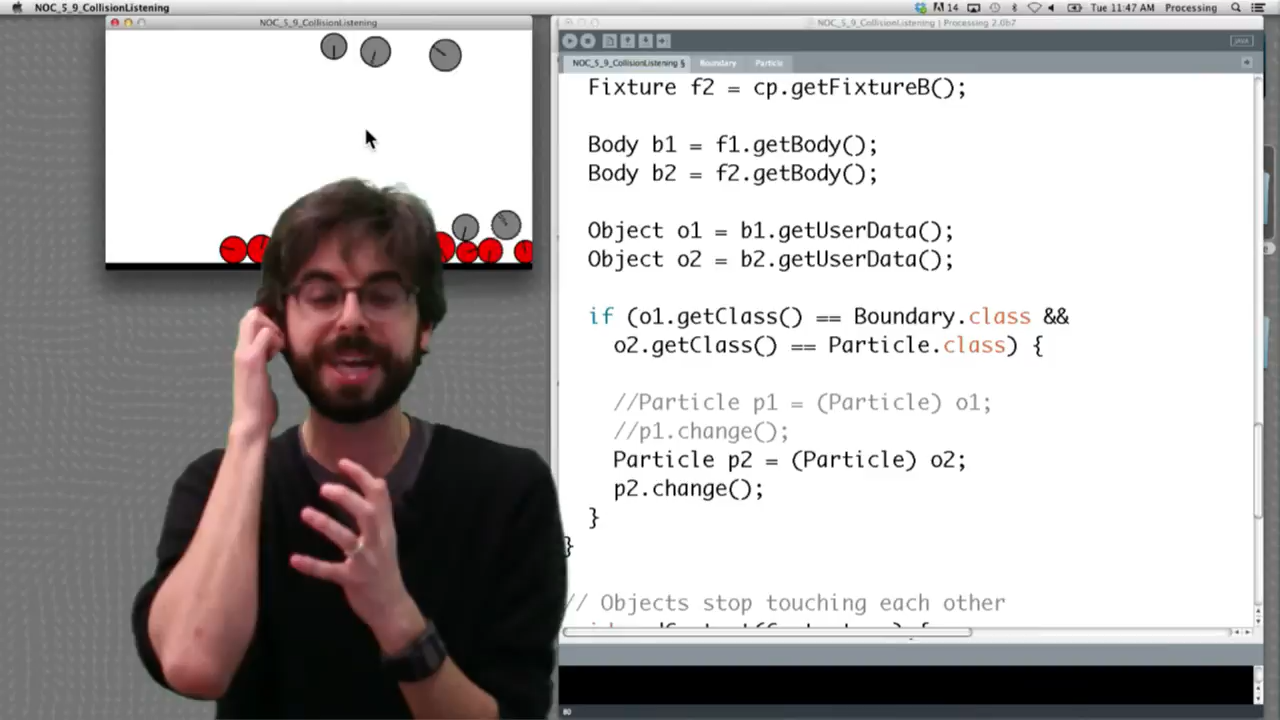 NOC_5_9_CollisionListening
14
Tue 11:47 AM Processing
NOC_5_9_CollisionListening
NOC_5_9_CollisionListening | Processing 2.0b7
JAVA
NOC_5_9_CollisionListening § Boundary Particle
Fixture f2 = cp.getFixtureB();
Body b1 = f1.getBody();
Body b2 = f2.getBody();
Object o1 = b1.getUserData();
Object o2 = b2.getUserData();
if (o1.getClass() == Boundary.class &&
o2.getClass() == Particle.class) {
//Particle p1 = (Particle) o1;
//p1.change();
Particle p2 = (Particle) o2;
p2.change();
}
}
// Objects stop touching each other
80